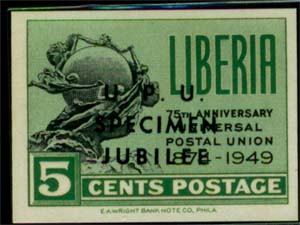 LIBERIA
U. P. U.
75TH ANNIVERSARY
SPECIMEN
UNIVERSAL
POSTAL UNION
JUBILEE
1874-1949
5 CENTS POSTAGE
E.A.WRIGHT BANK NOTE CO., PHILA.